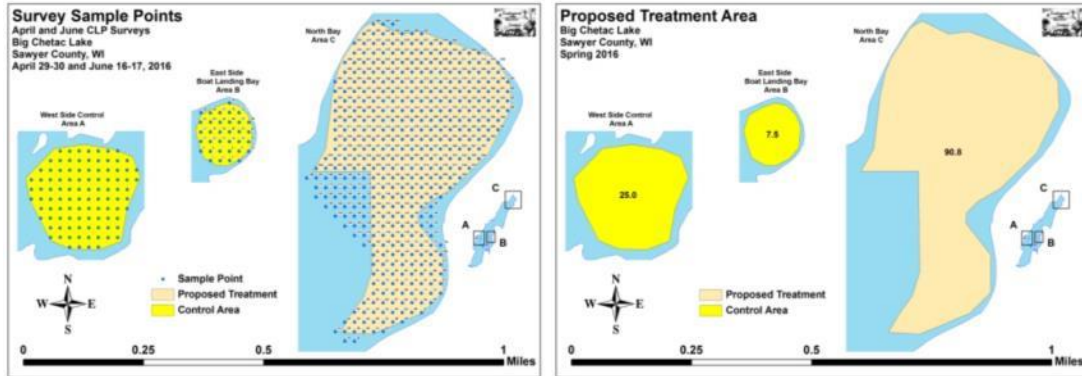 Survey Sample Points
April and June CLP Surveys
Big Chetac Lake
Sawyer County, WI
April 29-30 and June 16-17, 2016
North Bay
Area C
East Side
Boat Landing Bay
Area B
West Side Control
Area A
C
A
B
N
W E
S
Sample Point
Proposed Treatment
Control Area
0 0.25 0.5 1
Miles
Proposed Treatment Area
Big Chetac Lake
Sawyer County, WI
Spring 2016
North Bay
Area C
East Side
Boat Landing Bay
Area B
7.5
West Side Control
Area A
25.0
90.8
C
A
B
N
W E
S
Proposed Treatment
Control Area
0 0.25 0.5 1
Miles